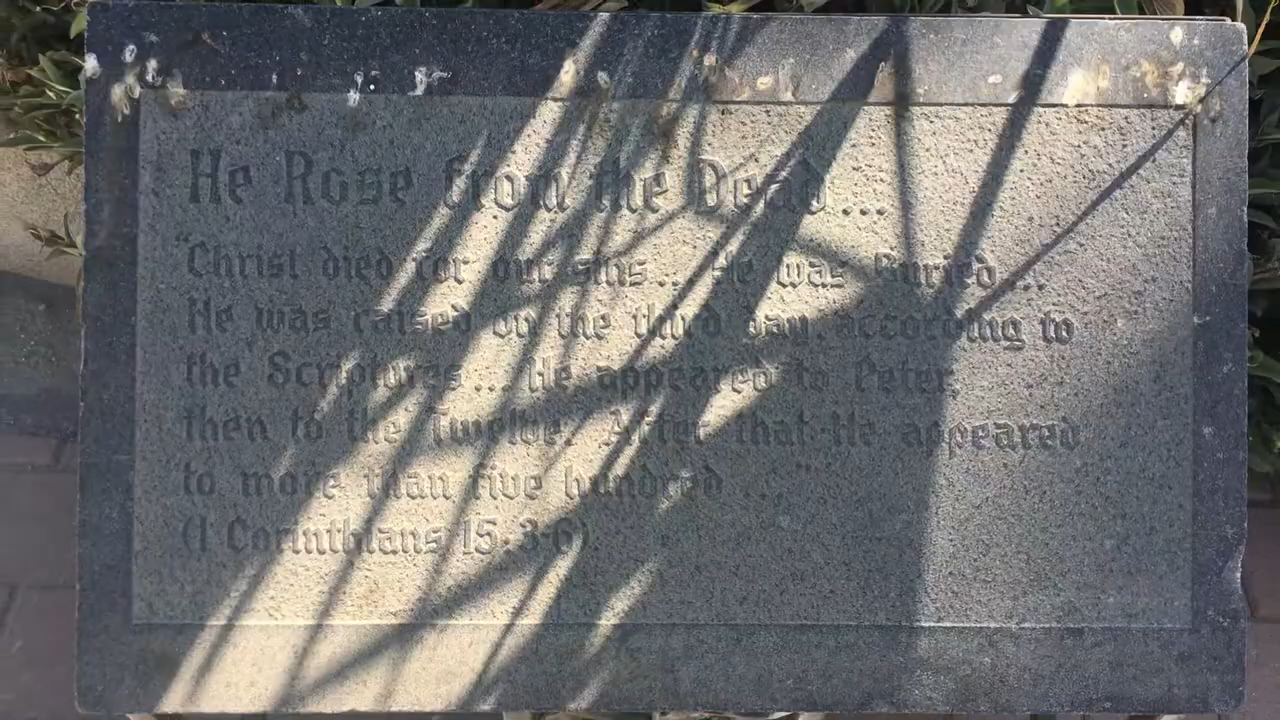 He Rose from the Dead...
"Christ died for our sins... He was Buried...
He was raised on the third day, according to
the Scriptures... He appeared to Peter,
then to the Twelve. After that He appeared
to more than five hundred ...
(1 Corinthians 15:3-6)